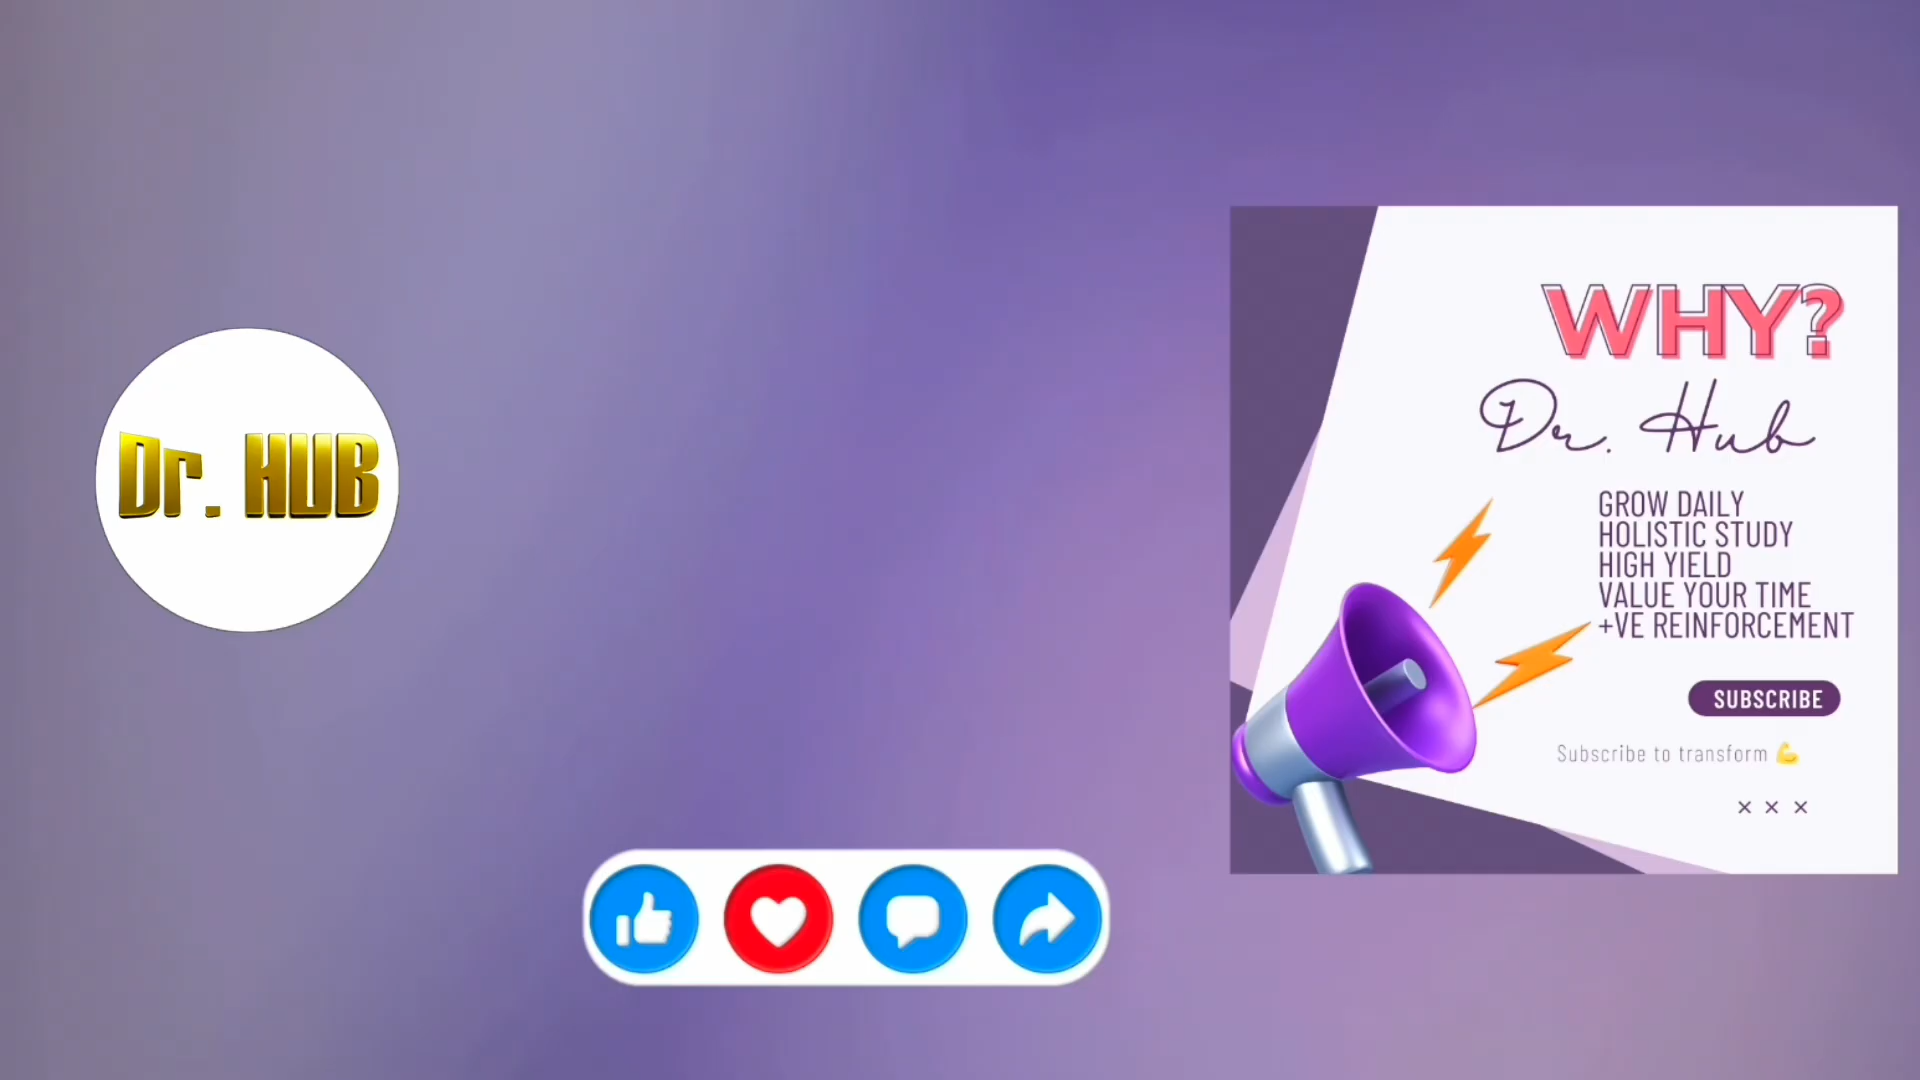 Dr. HUB
WHY?
Dr. Hub
GROW DAILY
HOLISTIC STUDY
HIGH YIELD
VALUE YOUR TIME
+VE REINFORCEMENT
SUBSCRIBE
Subscribe to transform 💪
× × ×